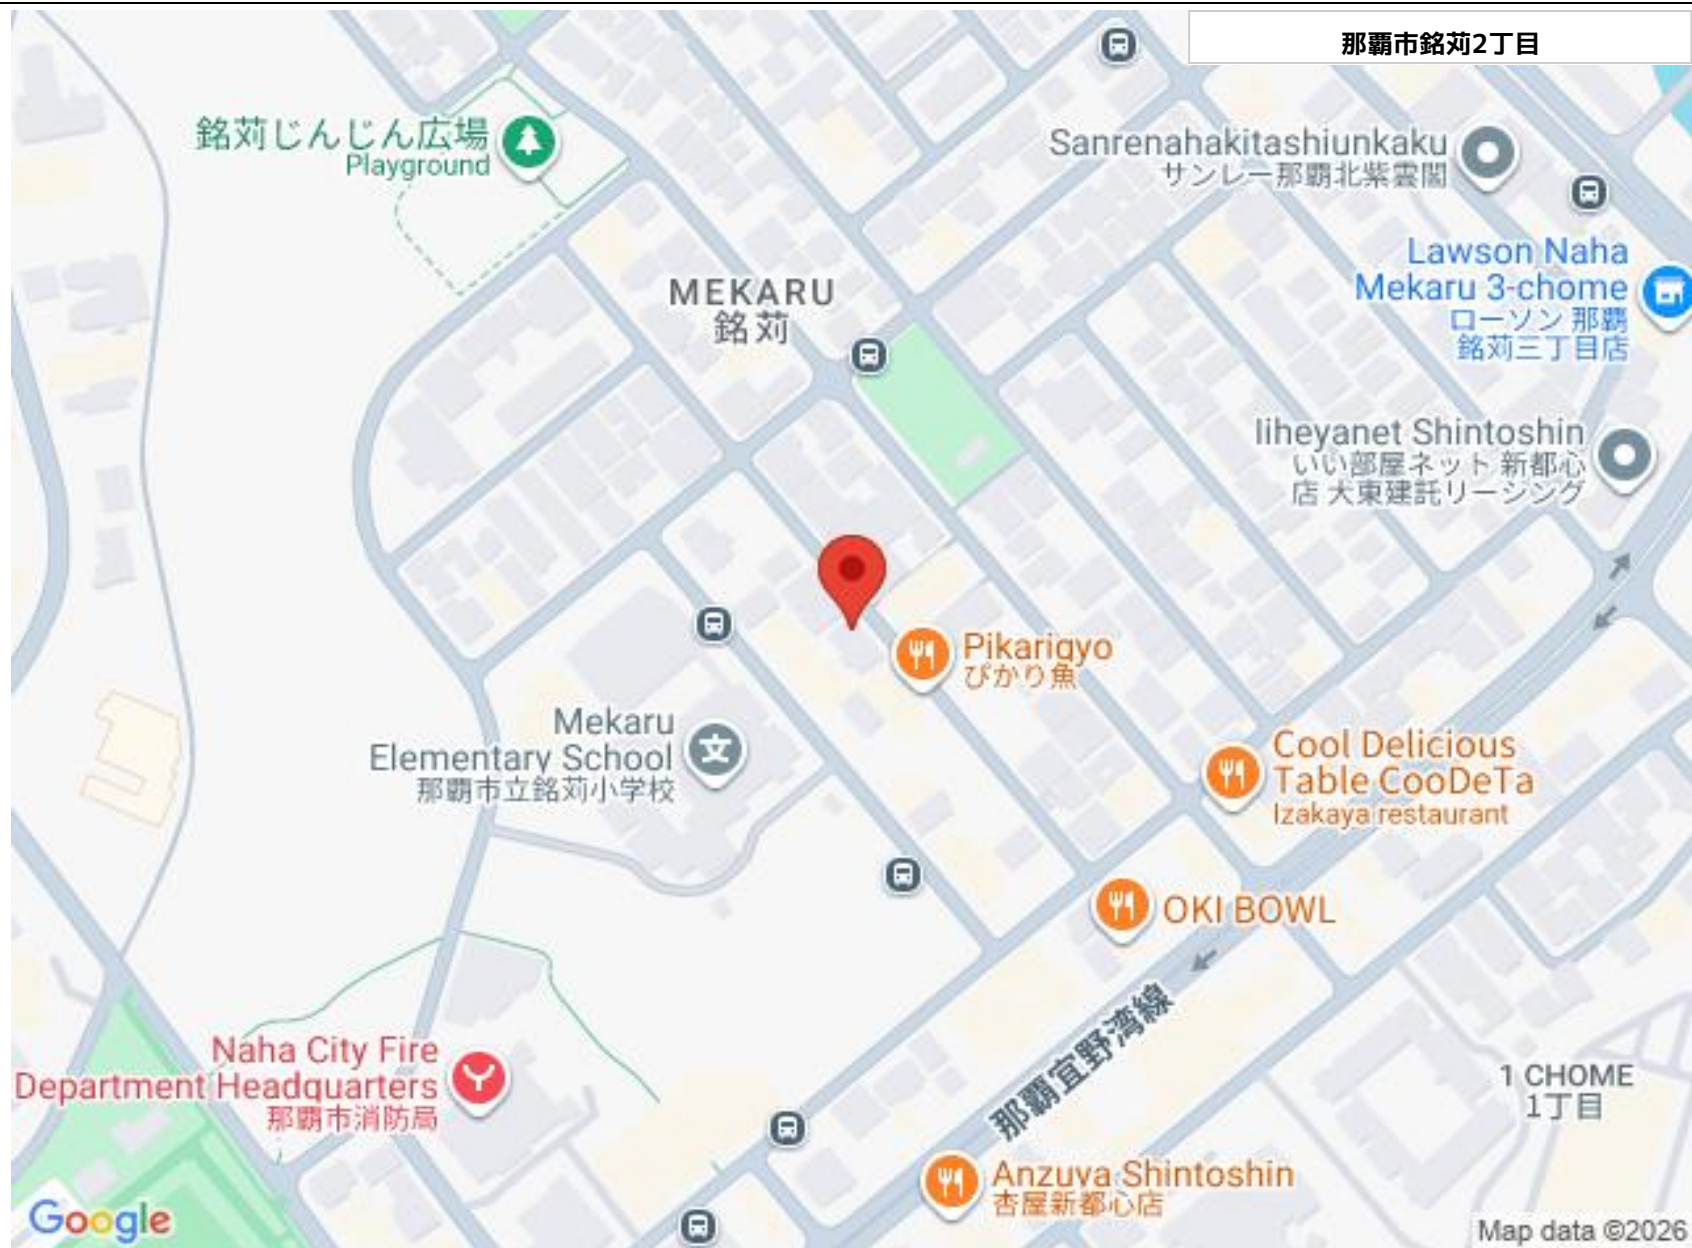 那覇市銘苅2丁目
銘苅じんじん広場
Playground
Sanrenahakitashiunkaku
サンレー那覇北紫雲閣
Lawson Naha
Mekaru 3-chome
ローソン 那覇
銘苅三丁目店
MEKARU
銘苅
Iiheyanet Shintoshin
いい部屋ネット 新都心
店 大東建託リーシング
Pikarigyo
ぴかり魚
Mekaru
Elementary School
那覇市立銘苅小学校
文
Cool Delicious
Table CooDeTa
Izakaya restaurant
OKI BOWL
那覇宜野湾線
Naha City Fire
Department Headquarters
那覇市消防局
1 CHOME
1丁目
Anzuya Shintoshin
杏屋新都心店
Google
Map data ©2026